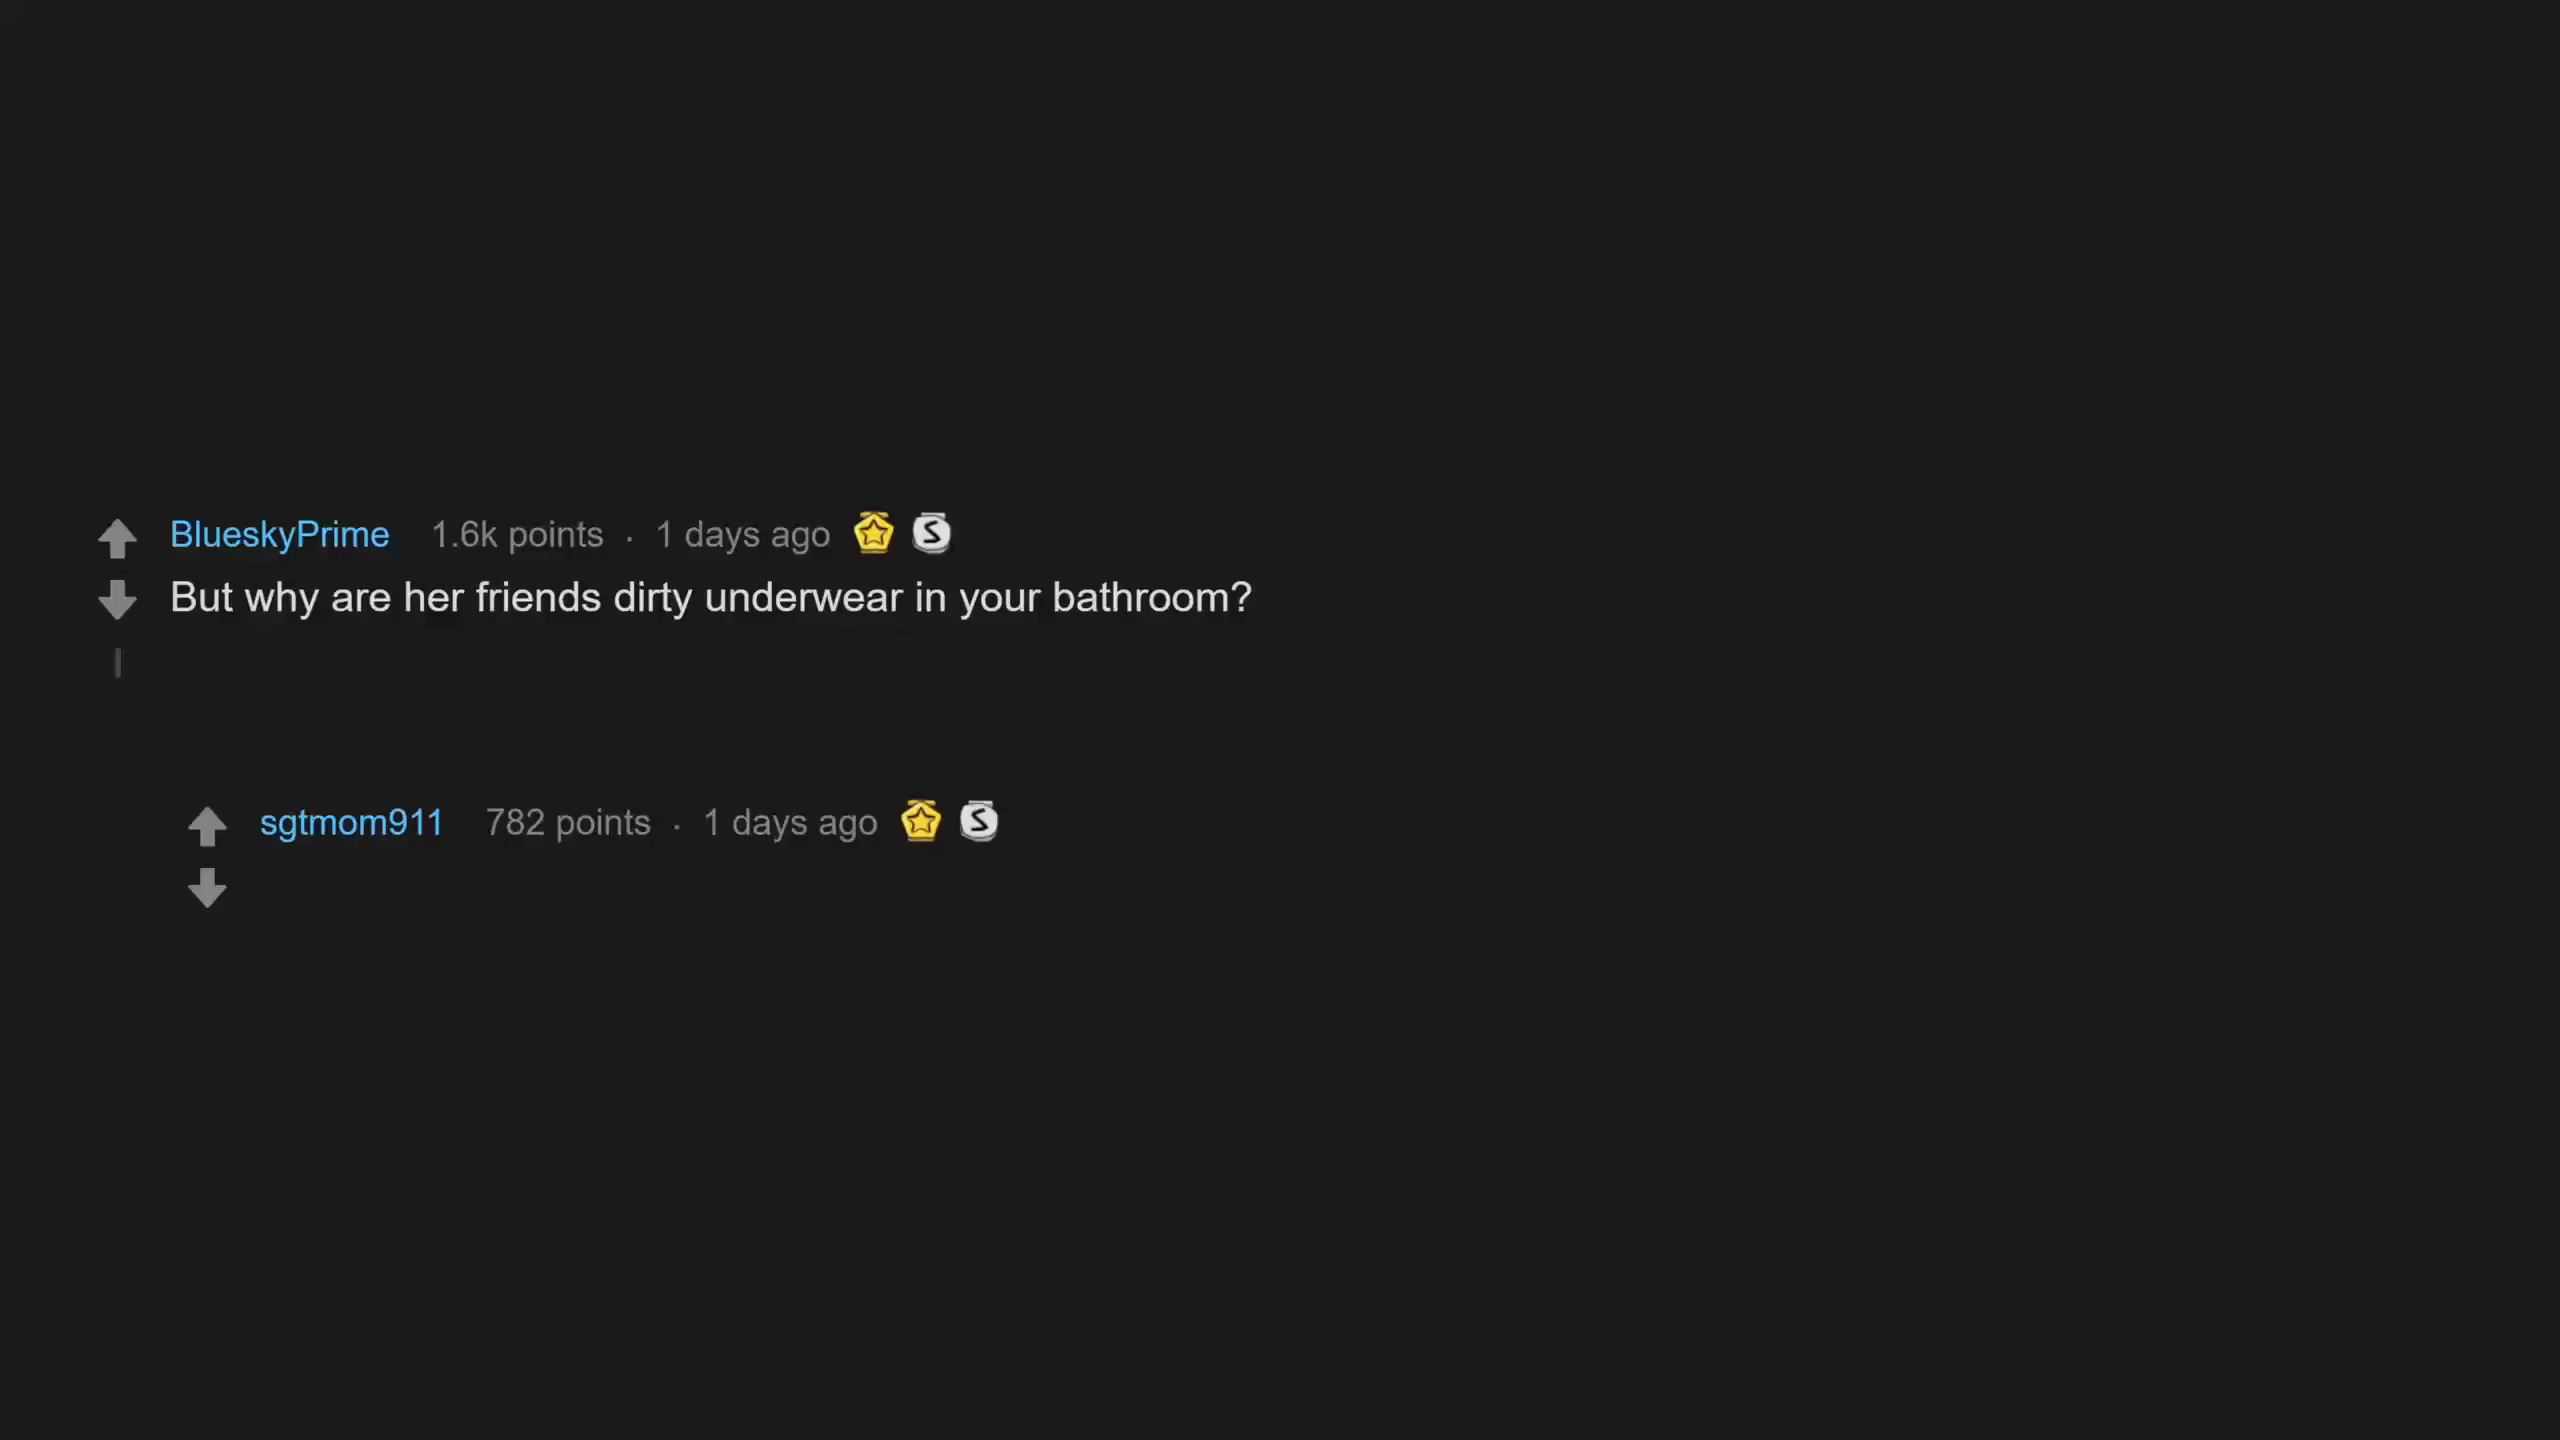 BlueskyPrime 1.6k points · 1 days ago
But why are her friends dirty underwear in your bathroom?
sgtmom911 782 points · 1 days ago